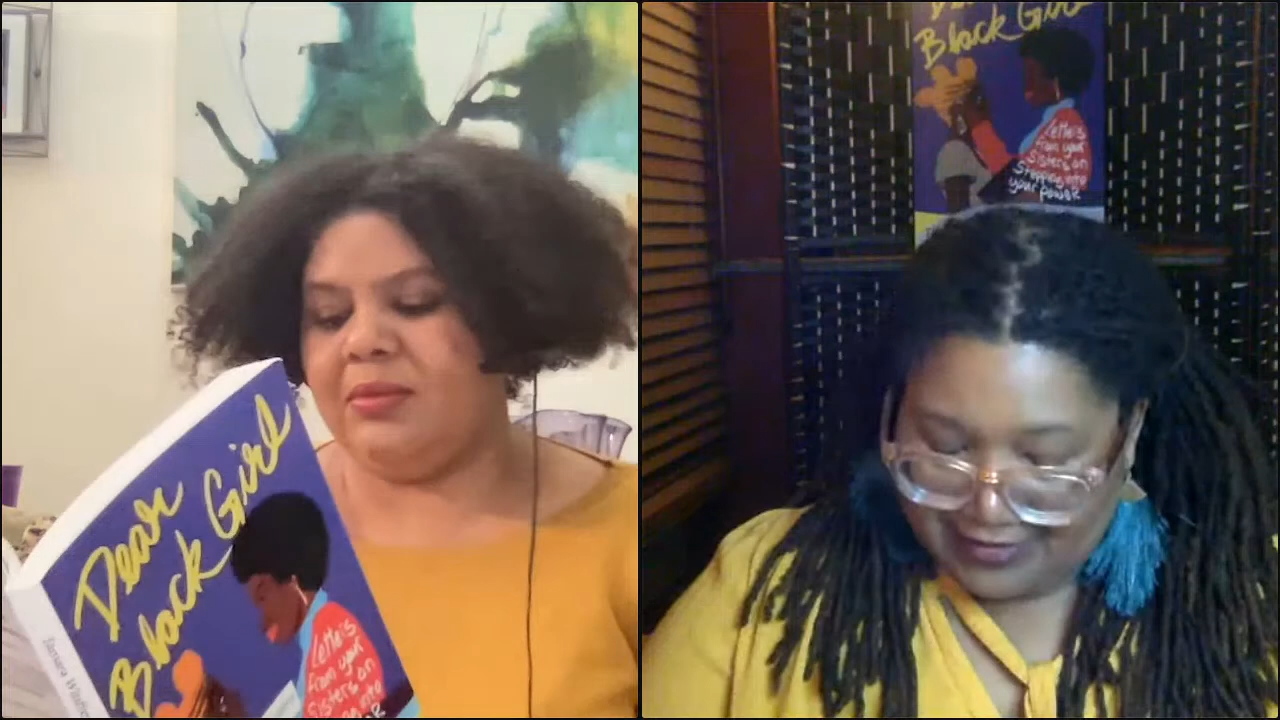 Dear
Black Girl
Letters
from your
Sisters on
Tamara
Black Girl
Letters
from your
Sisters on
Stepping into
your power